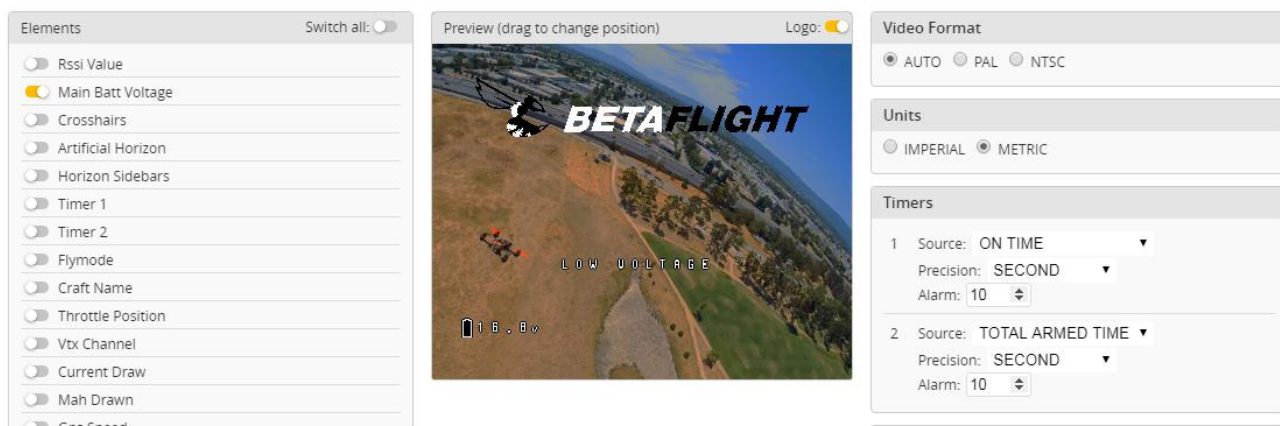 Elements Switch all:
Rssi Value
Main Batt Voltage
Crosshairs
Artificial Horizon
Horizon Sidebars
Timer 1
Timer 2
Flymode
Craft Name
Throttle Position
Vtx Channel
Current Draw
Mah Drawn
Gps Speed
Preview (drag to change position) Logo:
BETAFLIGHT
LOW VOLTAGE
16.8v
Video Format
AUTO PAL NTSC
Units
IMPERIAL METRIC
Timers
1 Source: ON TIME
Precision: SECOND
Alarm: 10
2 Source: TOTAL ARMED TIME
Precision: SECOND
Alarm: 10